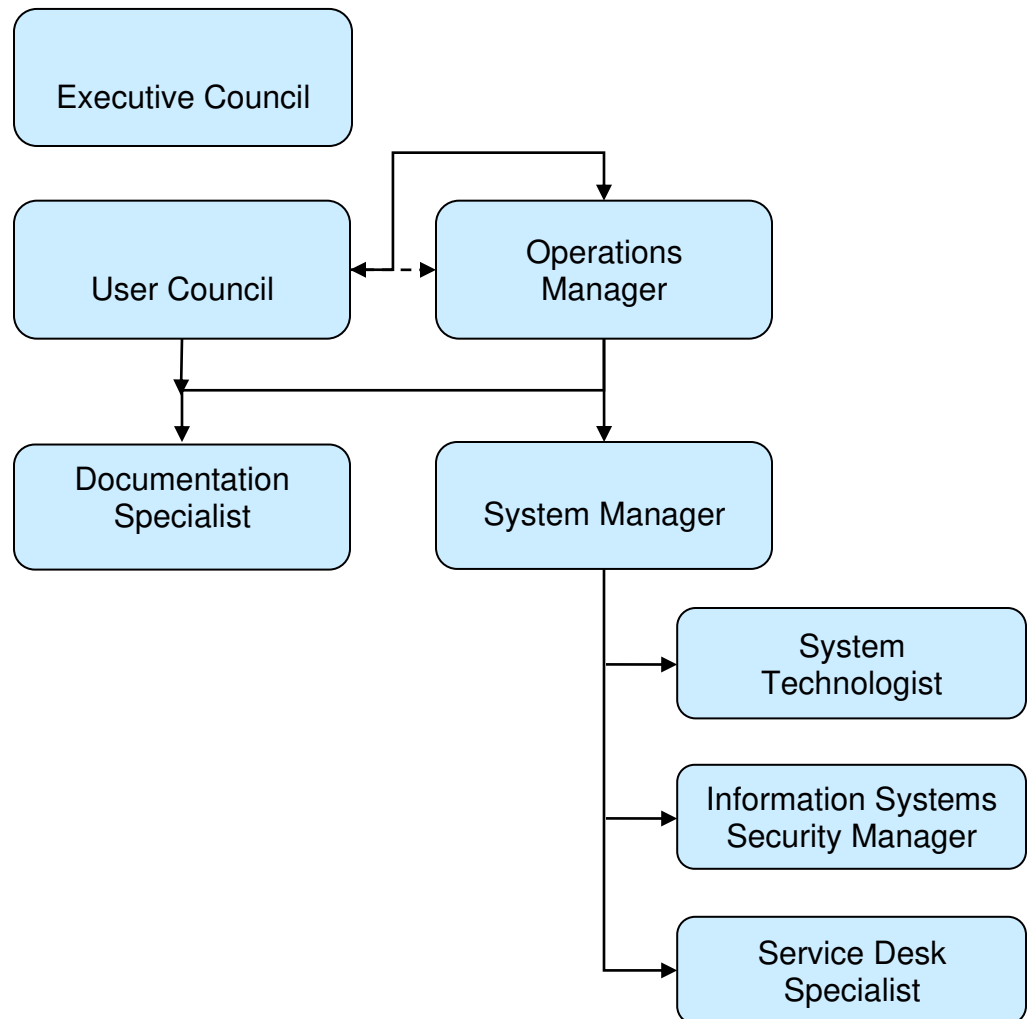 Executive Council
User Council
Operations
Manager
Documentation
Specialist
System Manager
System
Technologist
Information Systems
Security Manager
Service Desk
Specialist